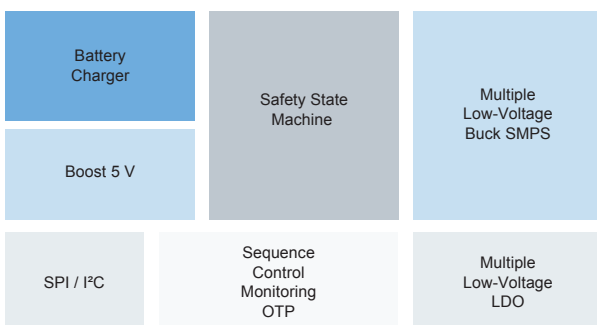 Battery
Charger
Boost 5 V
Safety State
Machine
Multiple
Low-Voltage
Buck SMPS
SPI / I²C
Sequence
Control
Monitoring
OTP
Multiple
Low-Voltage
LDO